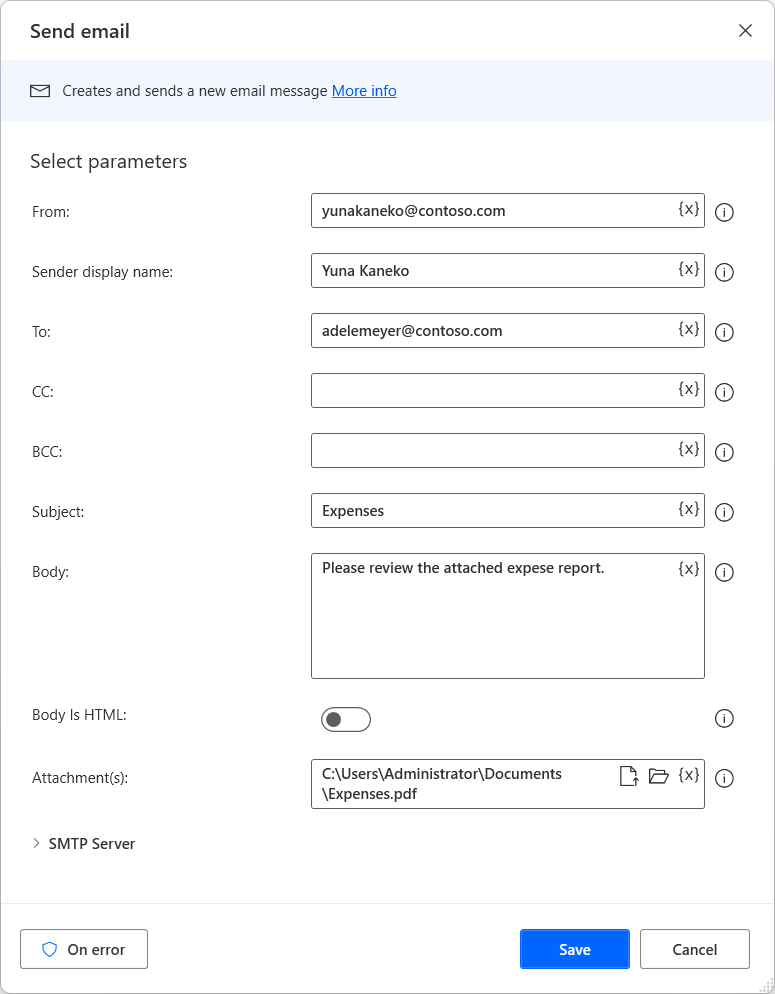 Send email
Creates and sends a new email message More info
Select parameters
From:
yunakaneko@contoso.com {x}
Sender display name:
Yuna Kaneko {x}
To:
adelemeyer@contoso.com {x}
CC:
{x}
BCC:
{x}
Subject:
Expenses {x}
Body:
Please review the attached expese report. {x}
Body Is HTML:
Attachment(s):
C:\Users\Administrator\Documents {x}
\Expenses.pdf
SMTP Server
On error
Save
Cancel